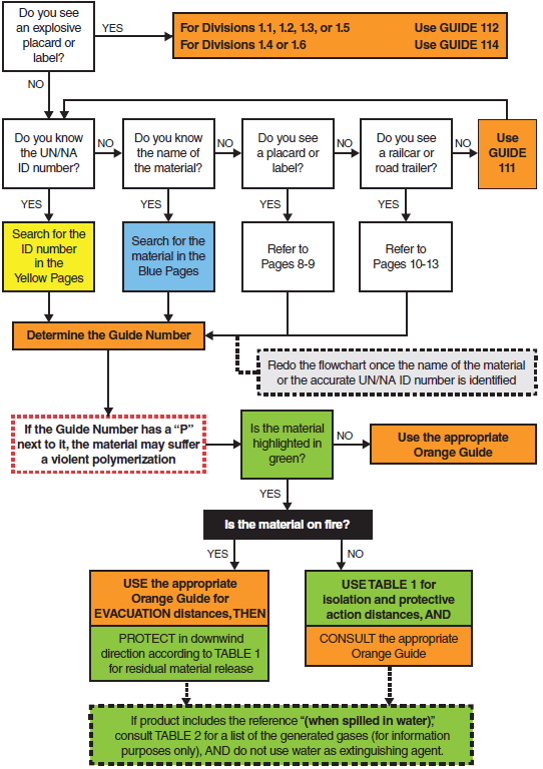 Do you see
an explosive
placard or
label?
YES
For Divisions 1.1, 1.2, 1.3, or 1.5 Use GUIDE 112
For Divisions 1.4 or 1.6 Use GUIDE 114
NO
Do you know
the UN/NA
ID number?
NO
Do you know
the name of
the material?
NO
Do you see
a placard or
label?
NO
Do you see
a railcar or
road trailer?
NO
Use
GUIDE
111
YES
YES
YES
YES
Search for the
ID number
in the
Yellow Pages
Search for the
material in the
Blue Pages
Refer to
Pages 8-9
Refer to
Pages 10-13
Determine the Guide Number
Redo the flowchart once the name of the material
or the accurate UN/NA ID number is identified
If the Guide Number has a “P”
next to it, the material may suffer
a violent polymerization
Is the material
highlighted in
green?
NO
Use the appropriate
Orange Guide
YES
Is the material on fire?
YES
NO
USE the appropriate
Orange Guide for
EVACUATION distances, THEN
PROTECT in downwind
direction according to TABLE 1
for residual material release
USE TABLE 1 for
isolation and protective
action distances, AND
CONSULT the appropriate
Orange Guide
If product includes the reference “(when spilled in water)”,
consult TABLE 2 for a list of the generated gases (for information
purposes only), AND do not use water as extinguishing agent.